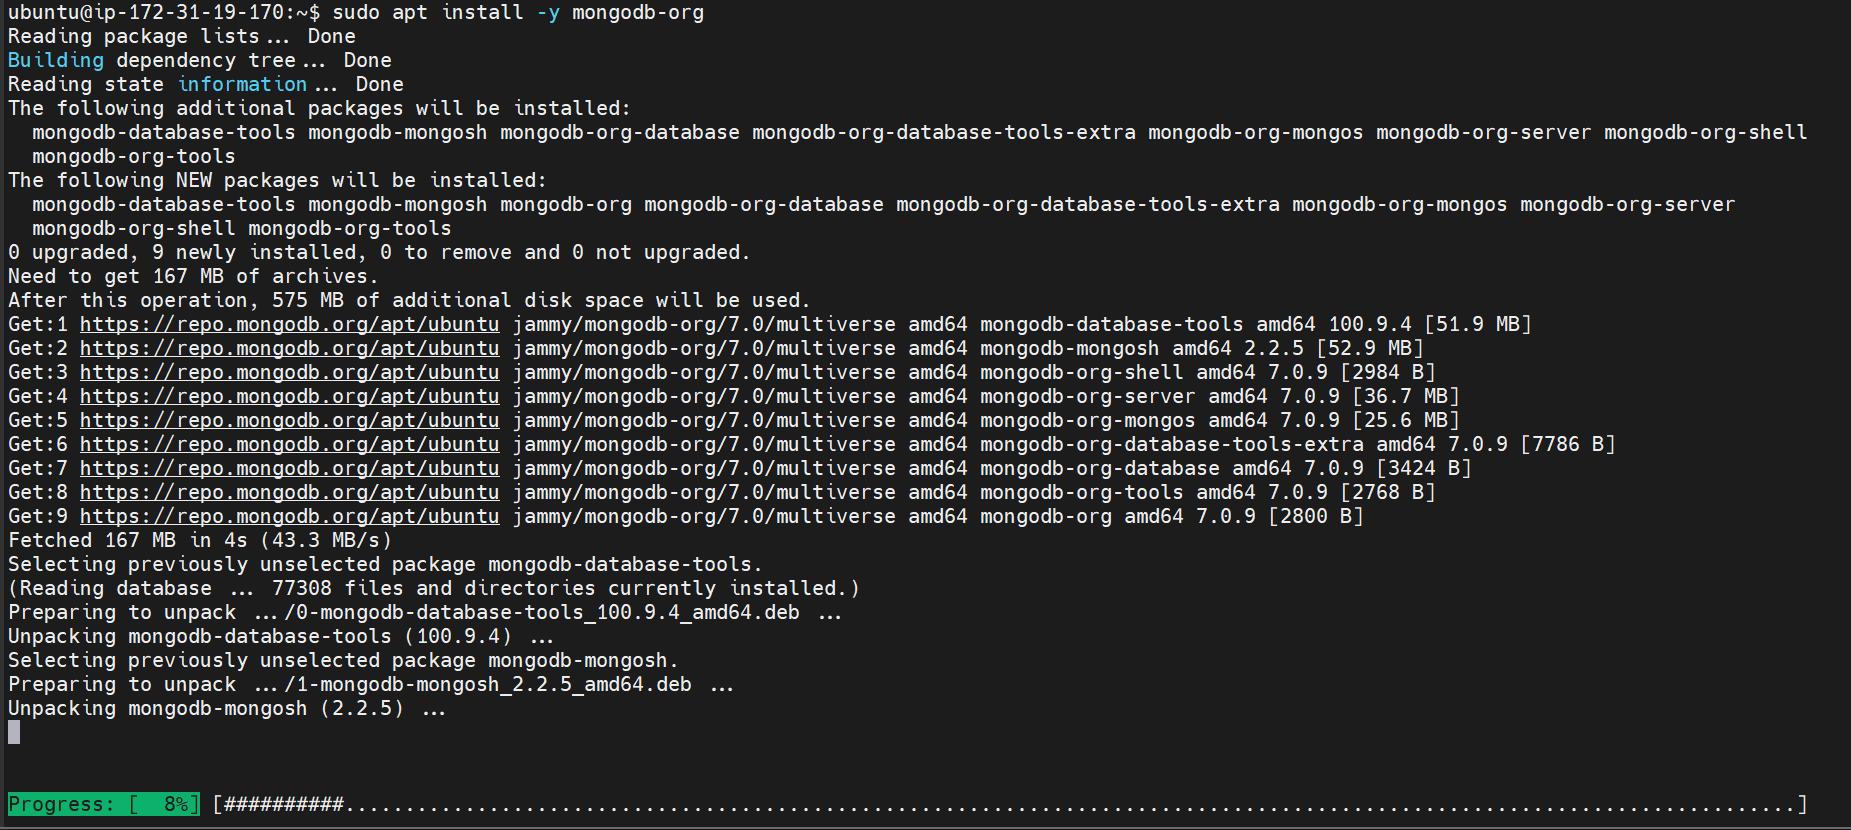 ubuntu@ip-172-31-19-170:~$ sudo apt install -y mongodb-org
Reading package lists... Done
Building dependency tree... Done
Reading state information... Done
The following additional packages will be installed:
  mongodb-database-tools mongodb-mongosh mongodb-org-database mongodb-org-database-tools-extra mongodb-org-mongos mongodb-org-server mongodb-org-shell
  mongodb-org-tools
The following NEW packages will be installed:
  mongodb-database-tools mongodb-mongosh mongodb-org mongodb-org-database mongodb-org-database-tools-extra mongodb-org-mongos mongodb-org-server
  mongodb-org-shell mongodb-org-tools
0 upgraded, 9 newly installed, 0 to remove and 0 not upgraded.
Need to get 167 MB of archives.
After this operation, 575 MB of additional disk space will be used.
Get:1 https://repo.mongodb.org/apt/ubuntu jammy/mongodb-org/7.0/multiverse amd64 mongodb-database-tools amd64 100.9.4 [51.9 MB]
Get:2 https://repo.mongodb.org/apt/ubuntu jammy/mongodb-org/7.0/multiverse amd64 mongodb-mongosh amd64 2.2.5 [52.9 MB]
Get:3 https://repo.mongodb.org/apt/ubuntu jammy/mongodb-org/7.0/multiverse amd64 mongodb-org-shell amd64 7.0.9 [2984 B]
Get:4 https://repo.mongodb.org/apt/ubuntu jammy/mongodb-org/7.0/multiverse amd64 mongodb-org-server amd64 7.0.9 [36.7 MB]
Get:5 https://repo.mongodb.org/apt/ubuntu jammy/mongodb-org/7.0/multiverse amd64 mongodb-org-mongos amd64 7.0.9 [25.6 MB]
Get:6 https://repo.mongodb.org/apt/ubuntu jammy/mongodb-org/7.0/multiverse amd64 mongodb-org-database-tools-extra amd64 7.0.9 [7786 B]
Get:7 https://repo.mongodb.org/apt/ubuntu jammy/mongodb-org/7.0/multiverse amd64 mongodb-org-database amd64 7.0.9 [3424 B]
Get:8 https://repo.mongodb.org/apt/ubuntu jammy/mongodb-org/7.0/multiverse amd64 mongodb-org-tools amd64 7.0.9 [2768 B]
Get:9 https://repo.mongodb.org/apt/ubuntu jammy/mongodb-org/7.0/multiverse amd64 mongodb-org amd64 7.0.9 [2800 B]
Fetched 167 MB in 4s (43.3 MB/s)
Selecting previously unselected package mongodb-database-tools.
(Reading database ... 77308 files and directories currently installed.)
Preparing to unpack .../0-mongodb-database-tools_100.9.4_amd64.deb ...
Unpacking mongodb-database-tools (100.9.4) ...
Selecting previously unselected package mongodb-mongosh.
Preparing to unpack .../1-mongodb-mongosh_2.2.5_amd64.deb ...
Unpacking mongodb-mongosh (2.2.5) ...
Progress: [  8%] [##########.........................................................................................................................]